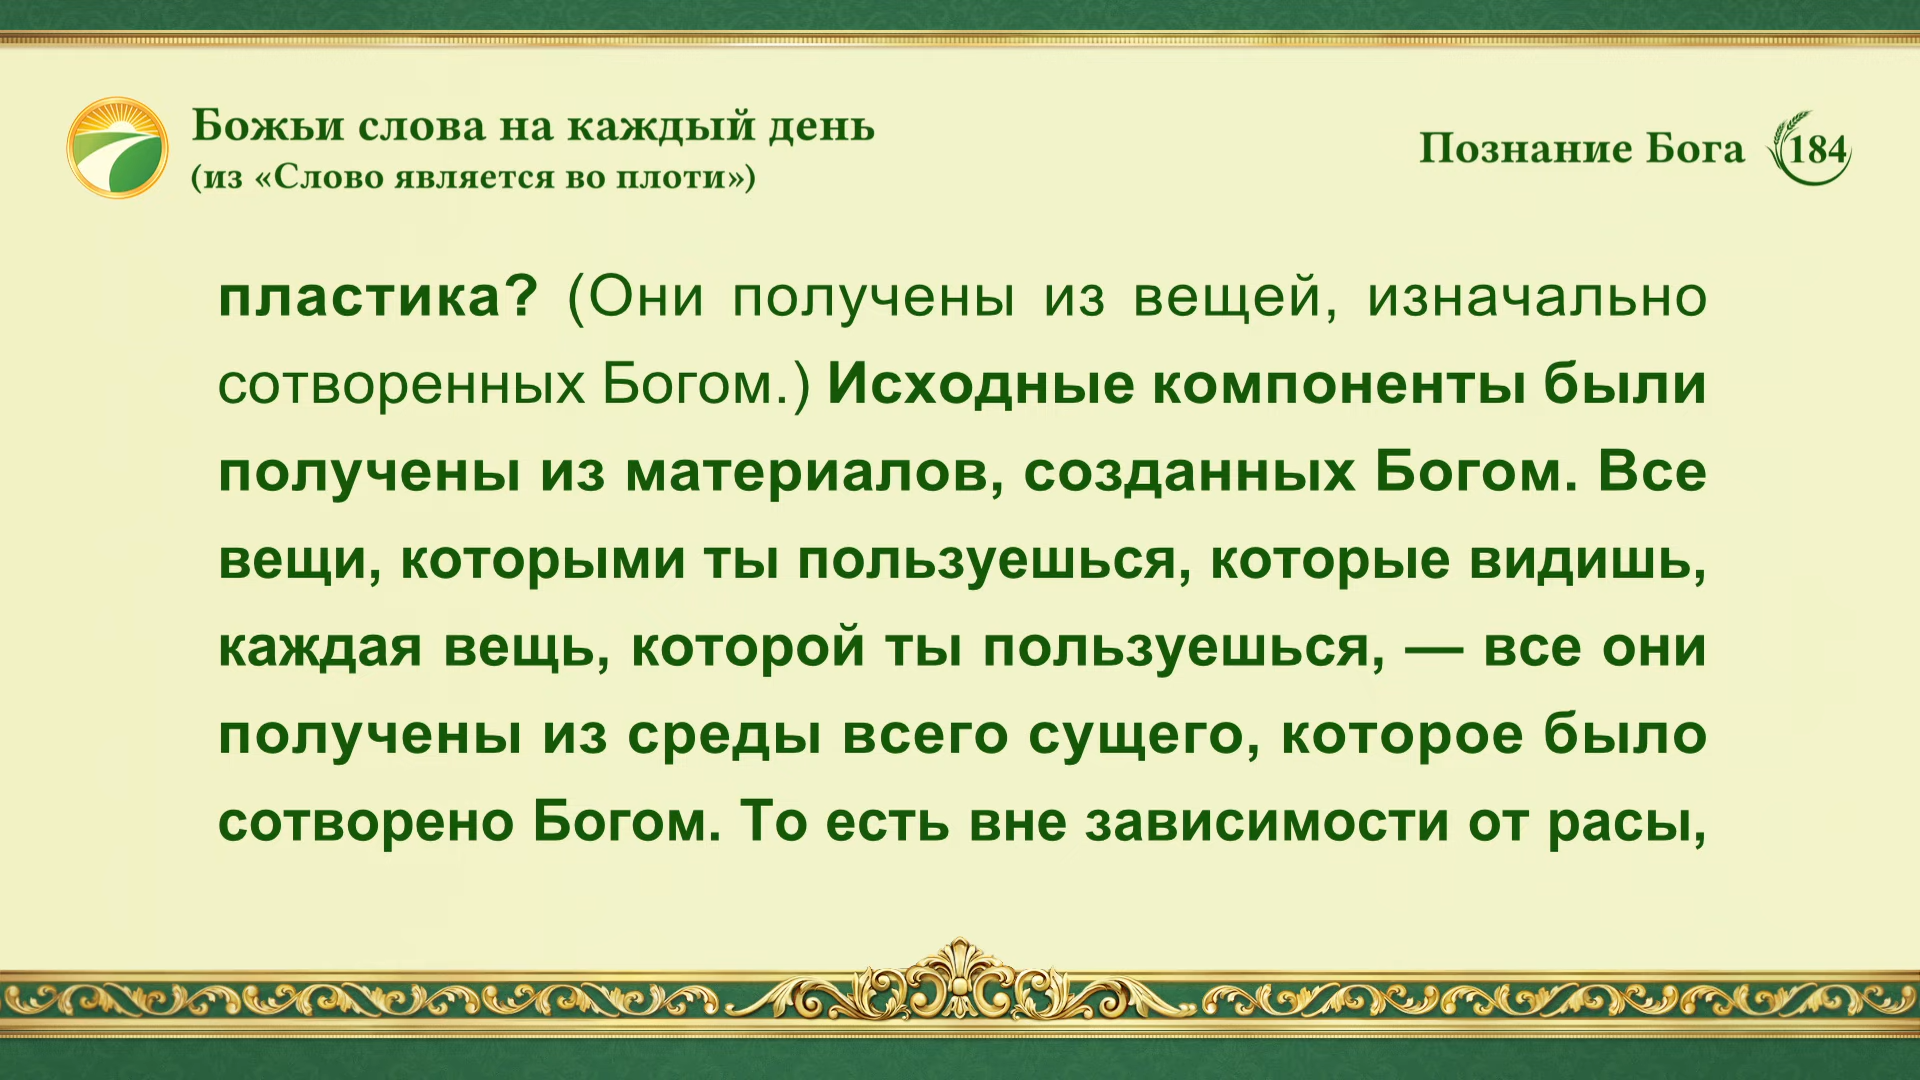 Божьи слова на каждый день
(из «Слово является во плоти»)
Познание Бога 184
пластика? (Они получены из вещей, изначально
сотворенных Богом.) Исходные компоненты были
получены из материалов, созданных Богом. Все
вещи, которыми ты пользуешься, которые видишь,
каждая вещь, которой ты пользуешься, — все они
получены из среды всего сущего, которое было
сотворено Богом. То есть вне зависимости от расы,